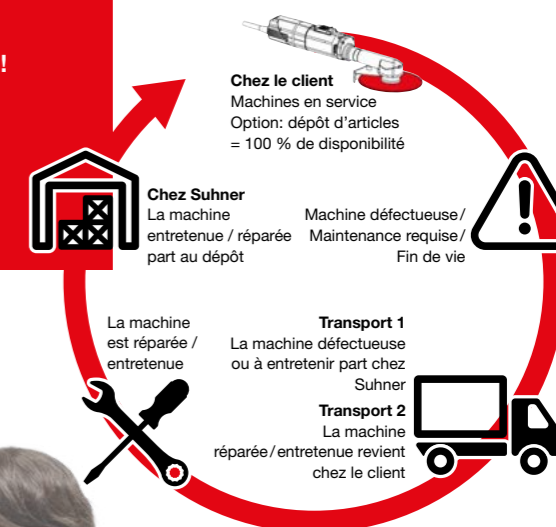 !
Chez le client
Machines en service
Option: dépôt d’articles
= 100 % de disponibilité
Machine défectueuse/
Maintenance requise/
Fin de vie
Transport 1
La machine défectueuse
ou à entretenir part chez
Suhner
Transport 2
La machine
réparée/entretenue revient
chez le client
La machine
est réparée /
entretenue
Chez Suhner
La machine
entretenue / réparée
part au dépôt